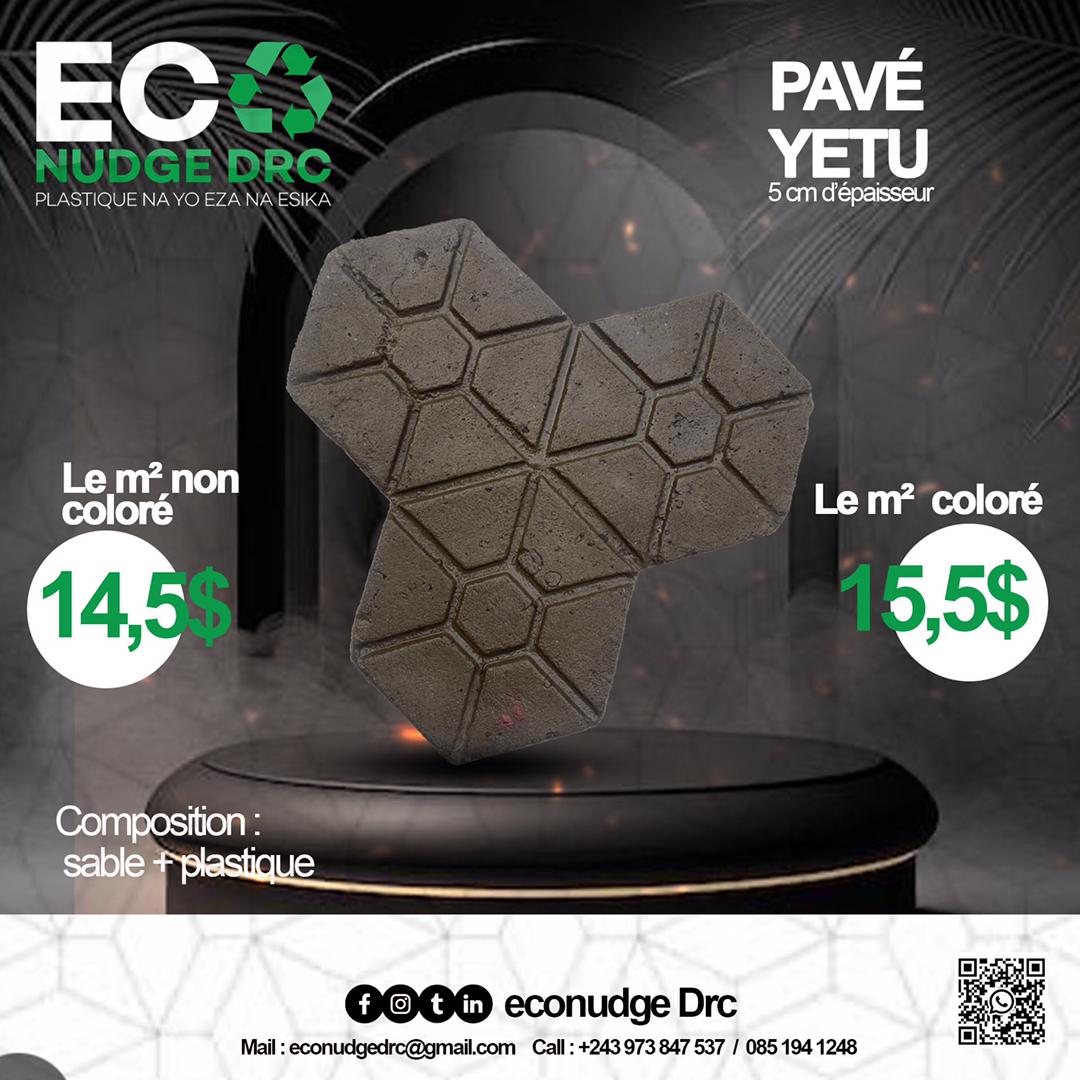 ECO
NUDGE DRC
PLASTIQUE NA YO EZA NA ESIKA
PAVÉ
YETU
5 cm d'épaisseur
Le m² non
coloré
14,5$
Le m² coloré
15,5$
Composition :
sable + plastique
econudge Drc
Mail : econudgedrc@gmail.com Call : +243 973 847 537 / 085 194 1248